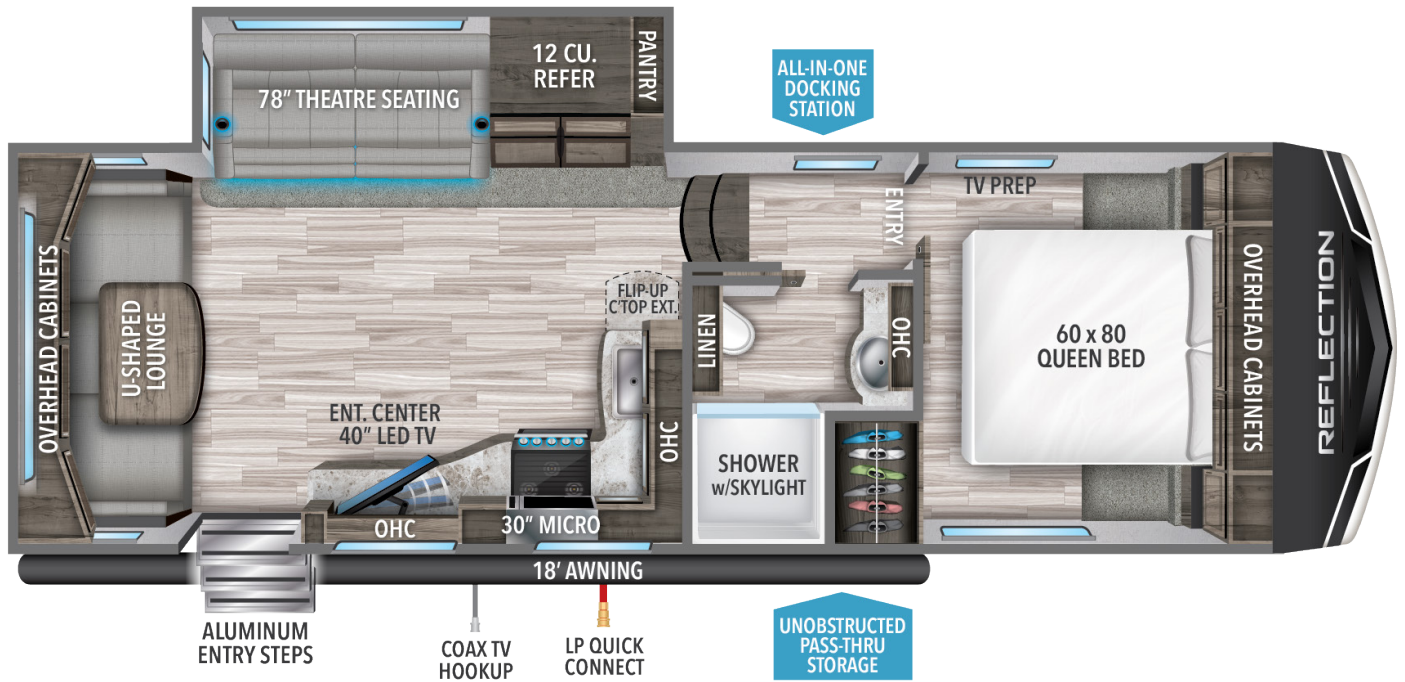 12 CU.
REFER
PANTRY
78” THEATRE SEATING
ALL-IN-ONE
DOCKING
STATION
TV PREP
ENTRY
OVERHEAD CABINETS
U-SHAPED
LOUNGE
FLIP-UP
C’TOP EXT.
LINEN
OHC
60 x 80
QUEEN BED
OVERHEAD CABINETS
REFLECTION
ENT. CENTER
40” LED TV
OHC
SHOWER
w/SKYLIGHT
OHC
30” MICRO
18’ AWNING
ALUMINUM
ENTRY STEPS
COAX TV
HOOKUP
LP QUICK
CONNECT
UNOBSTRUCTED
PASS-THRU
STORAGE